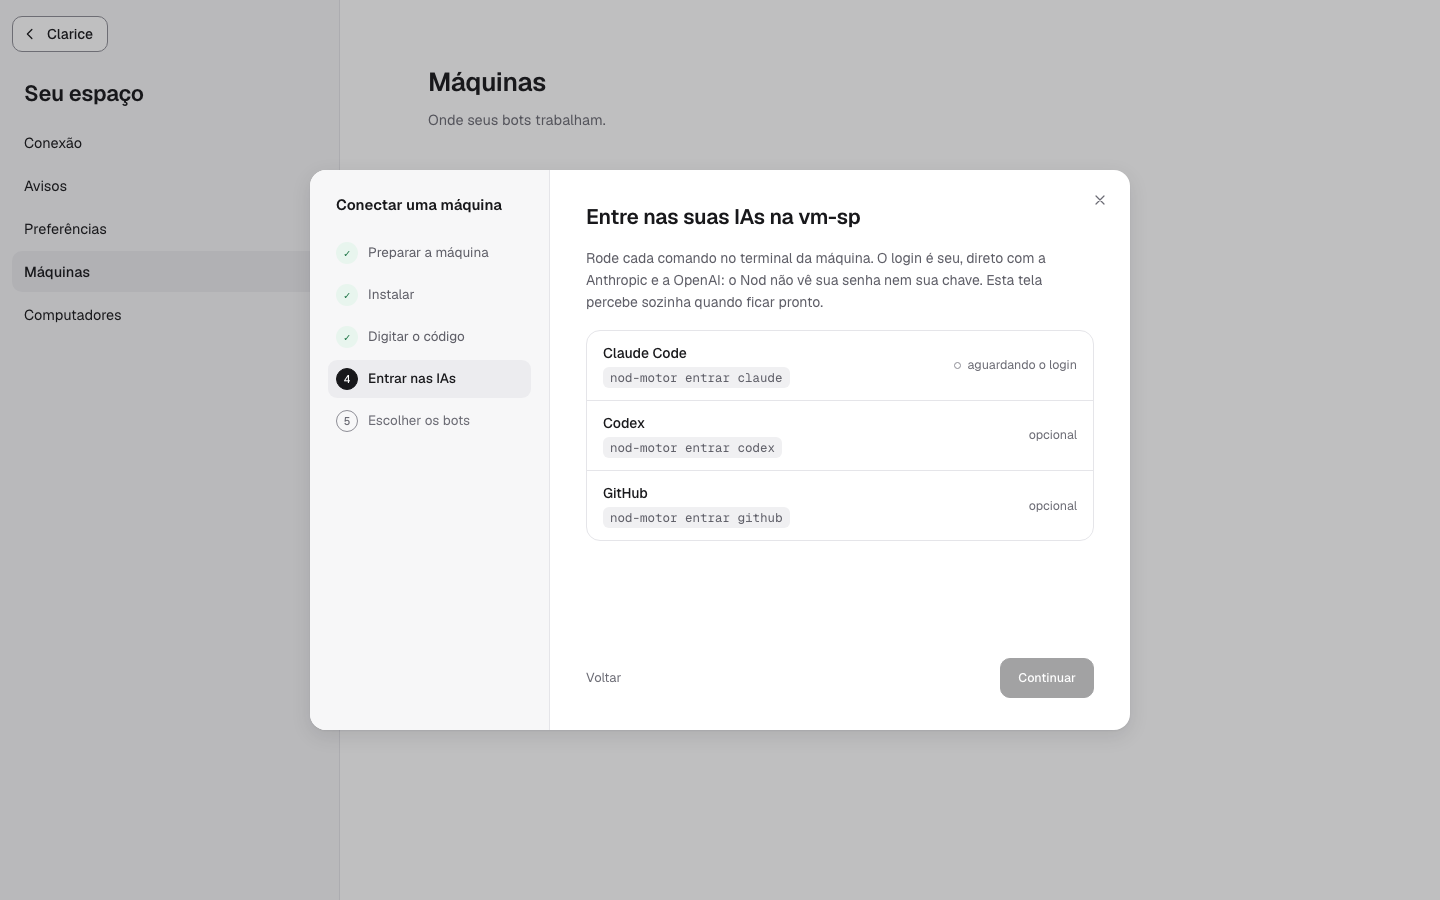 Clarice
Seu espaço
Conexão
Avisos
Preferências
Máquinas
Computadores
Máquinas
Onde seus bots trabalham.
Conectar uma máquina
✓ Preparar a máquina
✓ Instalar
✓ Digitar o código
4 Entrar nas IAs
5 Escolher os bots
Entre nas suas IAs na vm-sp
Rode cada comando no terminal da máquina. O login é seu, direto com a
Anthropic e a OpenAI: o Nod não vê sua senha nem sua chave. Esta tela
percebe sozinha quando ficar pronto.
Claude Code
nod-motor entrar claude
aguardando o login
Codex
nod-motor entrar codex
opcional
GitHub
nod-motor entrar github
opcional
Voltar
Continuar